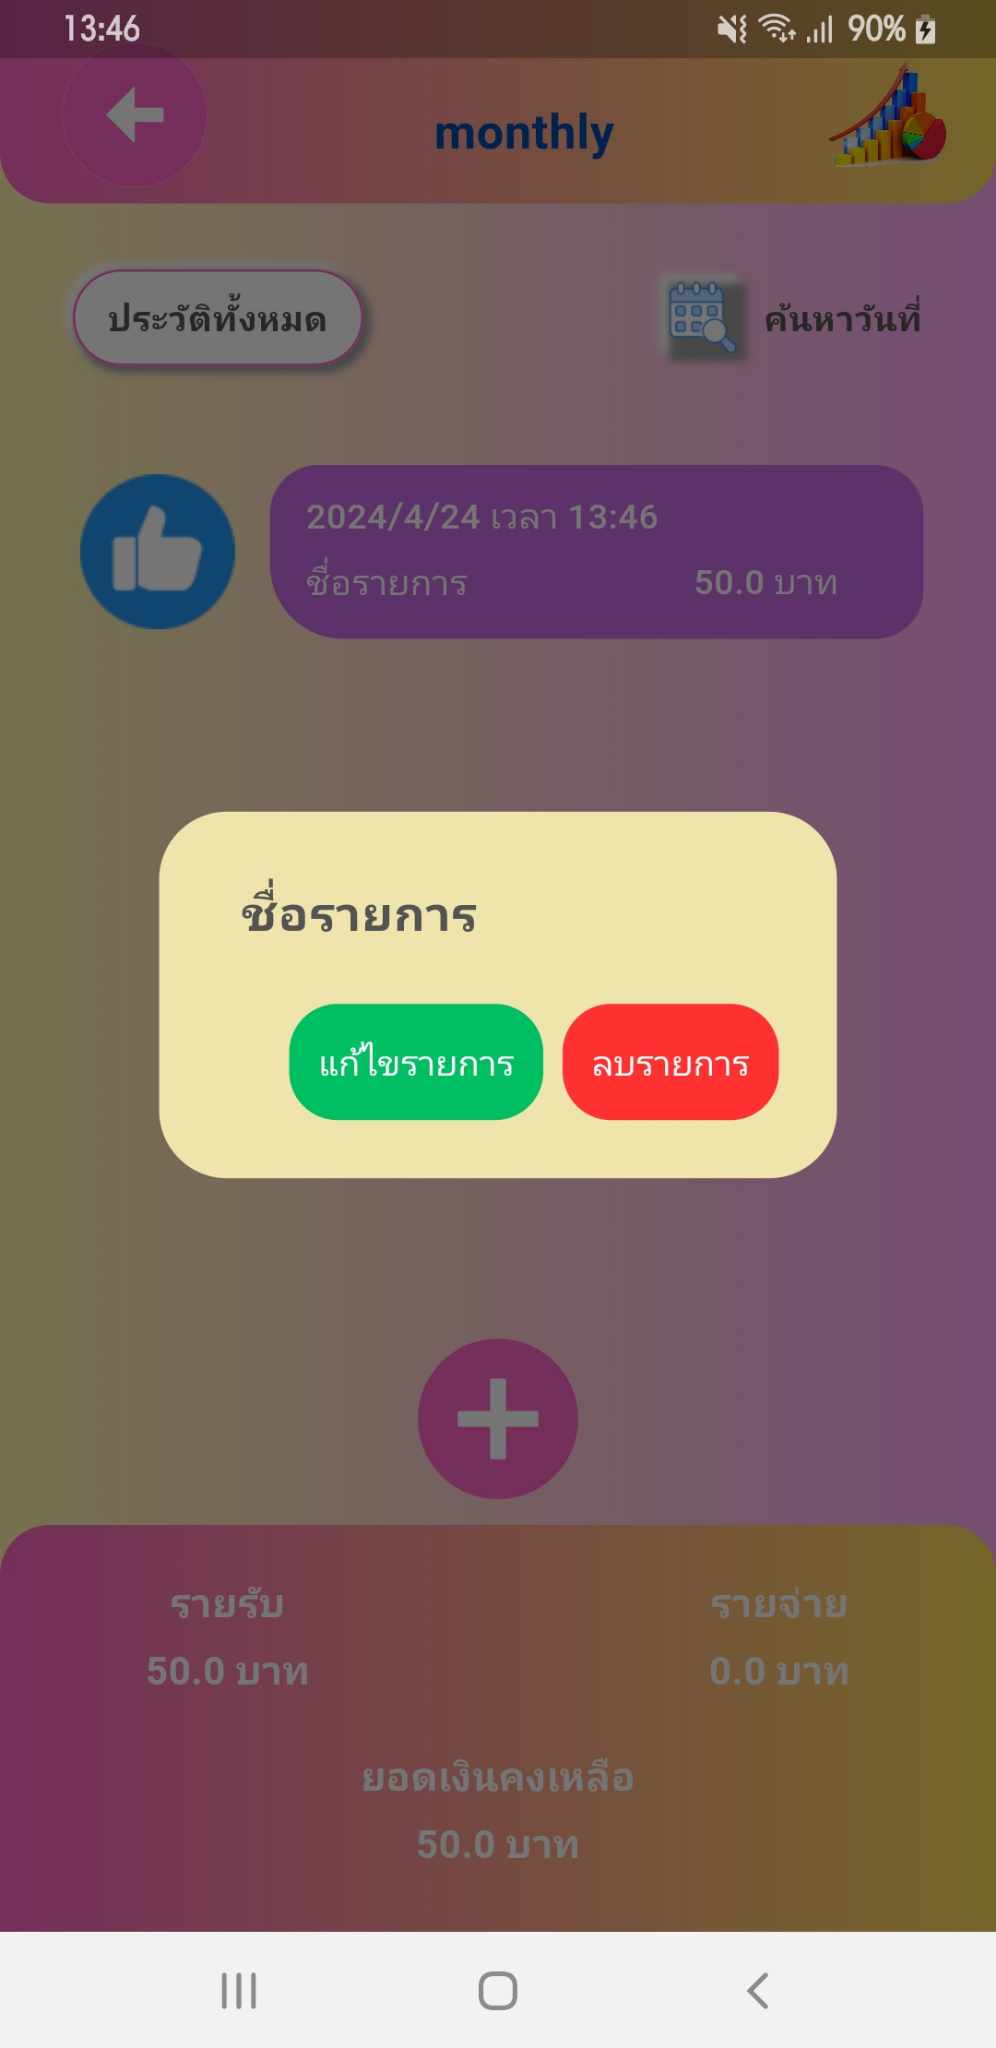 13:46 90%
monthly
ประวัติทั้งหมด ค้นหาวันที่
2024/4/24 เวลา 13:46
ชื่อรายการ 50.0 บาท
ชื่อรายการ
แก้ไขรายการ ลบรายการ
รายรับ รายจ่าย
50.0 บาท 0.0 บาท
ยอดเงินคงเหลือ
50.0 บาท